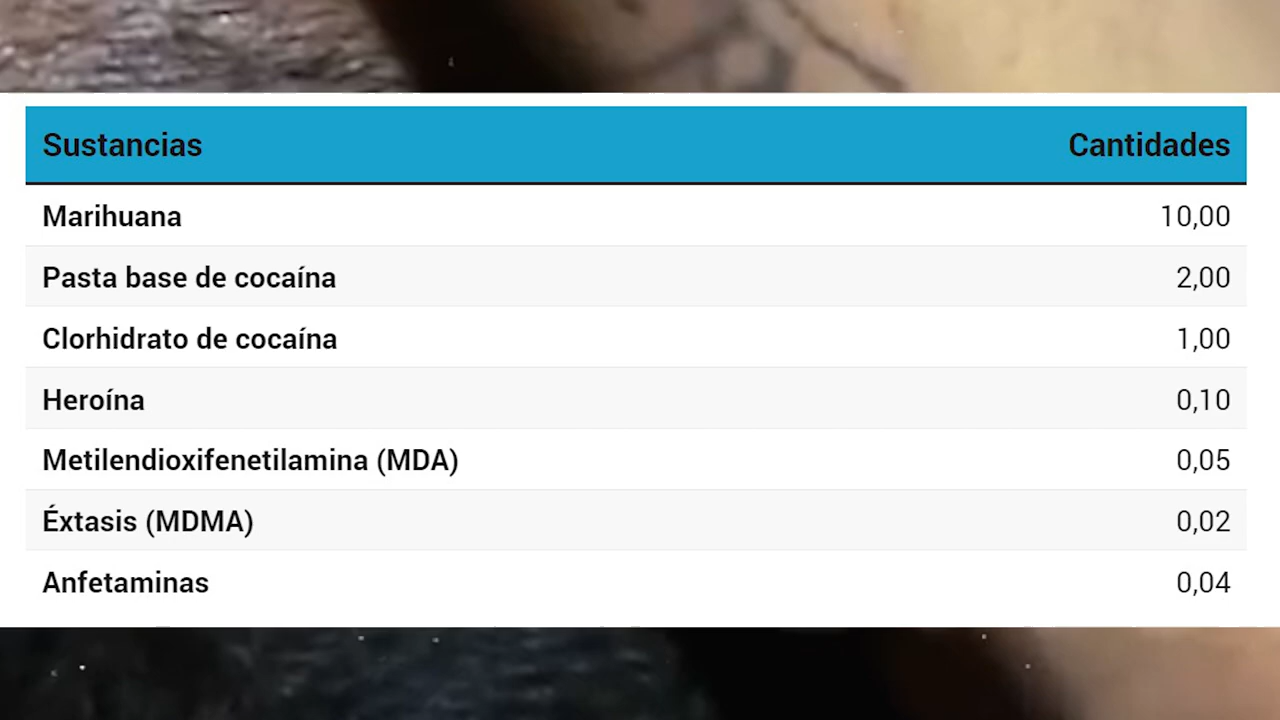 Sustancias Cantidades
Marihuana 10,00
Pasta base de cocaína 2,00
Clorhidrato de cocaína 1,00
Heroína 0,10
Metilendioxifenetilamina (MDA) 0,05
Éxtasis (MDMA) 0,02
Anfetaminas 0,04